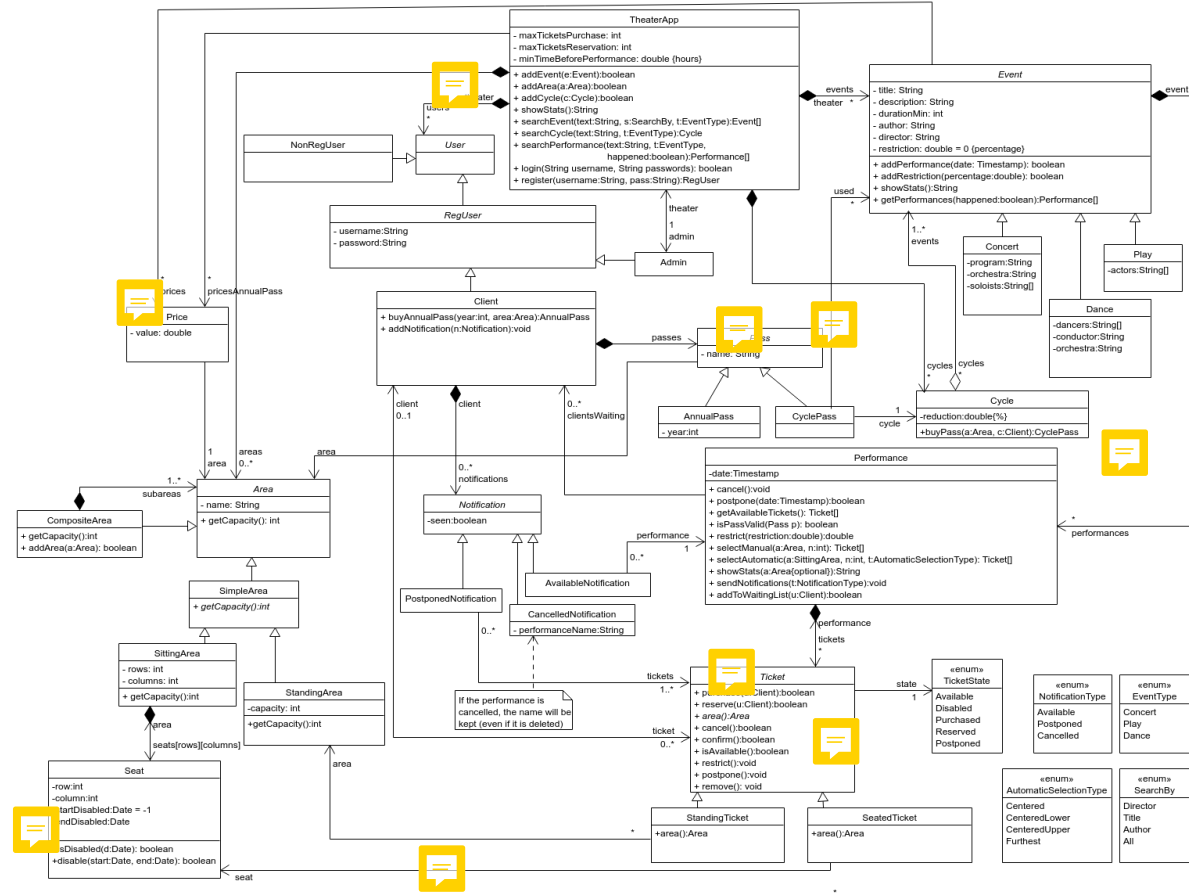 TheaterApp
- maxTicketsPurchase: int
- maxTicketsReservation: int
- minTimeBeforePerformance: double {hours}
+ addEvent(e:Event):boolean
+ addArea(a:Area):boolean
+ addCycle(c:Cycle):boolean
+ showStats():String
+ searchEvent(text:String, s:SearchBy, t:EventType):Event[]
+ searchCycle(text:String, t:EventType):Cycle
+ searchPerformance(text:String, t:EventType,
happened:boolean):Performance[]
+ login(String username, String passwords): boolean
+ register(username:String, pass:String):RegUser
users
*
events
theater *
event
Event
- title: String
- description: String
- durationMin: int
- author: String
- director: String
- restriction: double = 0 {percentage}
+ addPerformance(date: Timestamp): boolean
+ addRestriction(percentage:double): boolean
+ showStats():String
+ getPerformances(happened:boolean):Performance[]
NonRegUser
User
RegUser
- username:String
- password:String
theater
1
admin
Admin
used
*
1..*
events
Concert
-program:String
-orchestra:String
-soloists:String[]
Play
-actors:String[]
Dance
-dancers:String[]
-conductor:String
-orchestra:String
*
prices
*
pricesAnnualPass
Price
- value: double
Client
+ buyAnnualPass(year:int, area:Area):AnnualPass
+ addNotification(n:Notification):void
passes
- name: String
AnnualPass
- year:int
CyclePass
1
cycle
cycles
*
cycles
Cycle
-reduction:double{%}
+buyPass(a:Area, c:Client):CyclePass
client
0..1
client
0..*
clientsWaiting
1
area
areas
0..*
area
0..*
notifications
1..*
subareas
Area
- name: String
+ getCapacity(): int
CompositeArea
+ getCapacity():int
+ addArea(a:Area): boolean
Notification
-seen:boolean
Performance
-date:Timestamp
+ cancel():void
+ postpone(date:Timestamp):boolean
+ getAvailableTickets(): Ticket[]
+ isPassValid(Pass p): boolean
+ restrict(restriction:double):double
+ selectManual(a:Area, n:int): Ticket[]
+ selectAutomatic(a:SittingArea, n:int, t:AutomaticSelectionType): Ticket[]
+ showStats(a:Area{optional}):String
+ sendNotifications(t:NotificationType):void
+ addToWaitingList(u:Client):boolean
*
performances
performance
1
0..*
AvailableNotification
PostponedNotification
0..*
CancelledNotification
- performanceName:String
SimpleArea
+ getCapacity():int
SittingArea
- rows: int
- columns: int
+ getCapacity():int
StandingArea
-capacity: int
+getCapacity():int
If the performance is
cancelled, the name will be
kept (even if it is deleted)
performance
tickets
*
tickets
1..*
ticket
0..*
Ticket
+ reserve(u:Client):boolean
+ area():Area
+ cancel():boolean
+ confirm():boolean
+ isAvailable():boolean
+ restrict():void
+ postpone():void
+ remove(): void
state
1
«enum»
TicketState
Available
Disabled
Purchased
Reserved
Postponed
«enum»
NotificationType
Available
Postponed
Cancelled
«enum»
EventType
Concert
Play
Dance
«enum»
AutomaticSelectionType
Centered
CenteredLower
CenteredUpper
Furthest
«enum»
SearchBy
Director
Title
Author
All
area
seats[rows][columns]
area
Seat
-row:int
-column:int
+disable(start:Date, end:Date): boolean
*
StandingTicket
+area():Area
SeatedTicket
+area():Area
seat
*